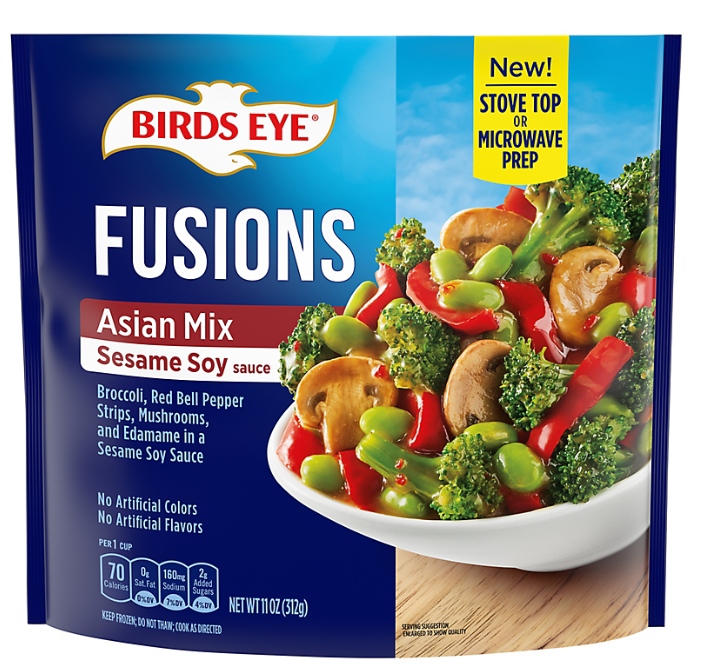 New!
STOVE TOP
OR
MICROWAVE
PREP
BIRDS EYE®
FUSIONS
Asian Mix
Sesame Soy sauce
Broccoli, Red Bell Pepper
Strips, Mushrooms,
and Edamame in a
Sesame Soy Sauce
No Artificial Colors
No Artificial Flavors
PER 1 CUP
70 Calories
0g Sat. Fat 0% DV
160mg Sodium 7% DV
2g Added Sugars 4% DV
NET WT 11 OZ (312g)
KEEP FROZEN; DO NOT THAW; COOK AS DIRECTED
SERVING SUGGESTION
ENLARGED TO SHOW QUALITY